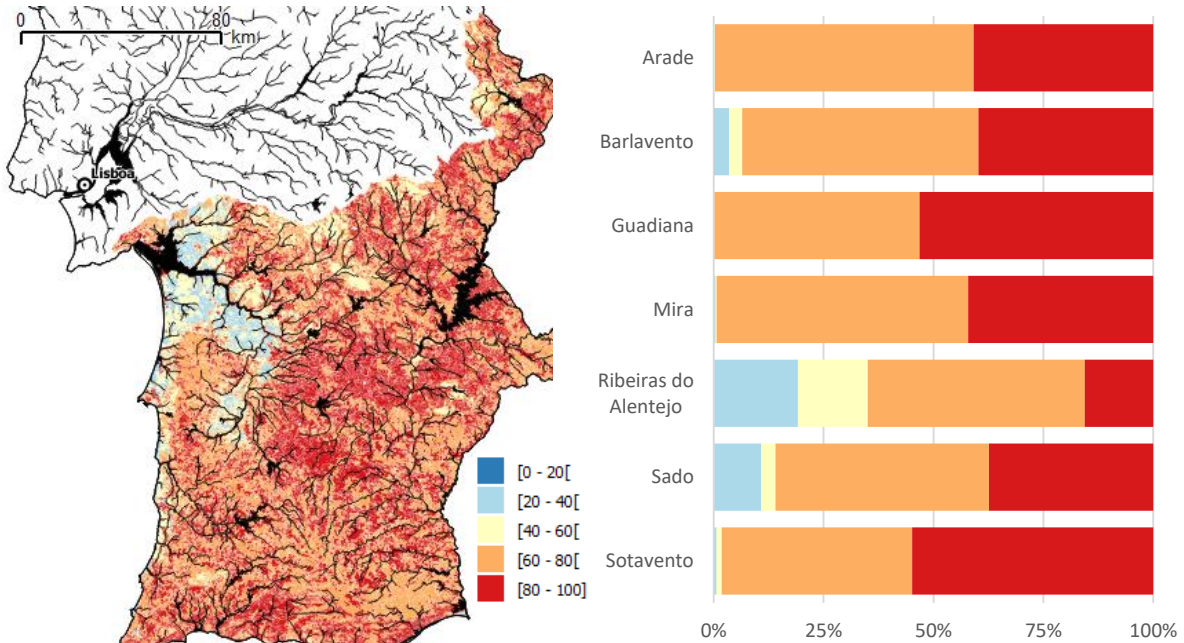 0 80
km
Lisboa
[0 - 20[
[20 - 40[
[40 - 60[
[60 - 80[
[80 - 100]
Arade
Barlavento
Guadiana
Mira
Ribeiras do
Alentejo
Sado
Sotavento
0% 25% 50% 75% 100%